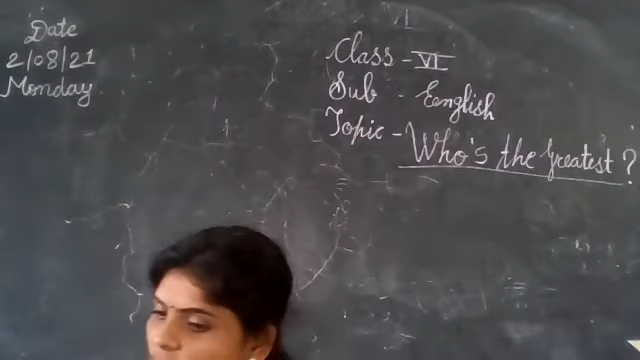 Date
2/08/21
Monday
Class - VI
Sub - English
Topic - Who's the Greatest?